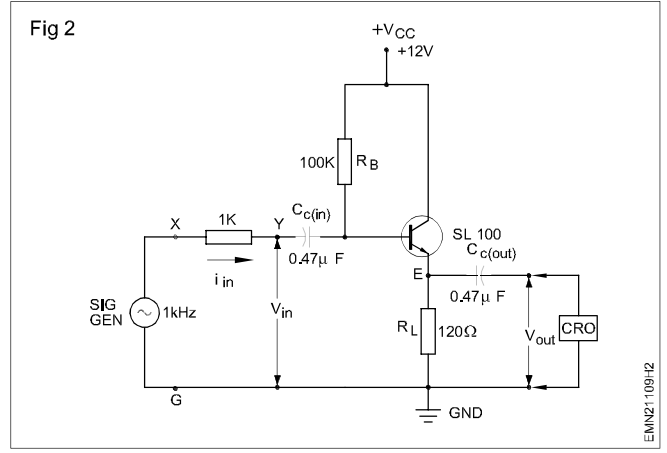 Fig 2
+VCC
+12V
100K RB
X
1K
Y
Cc(in)
0.47µ F
i in
SL 100
Cc(out)
E
0.47µ F
SIG
GEN
1kHz
Vin
RL 120Ω
Vout
CRO
G
GND
EMN21109H2